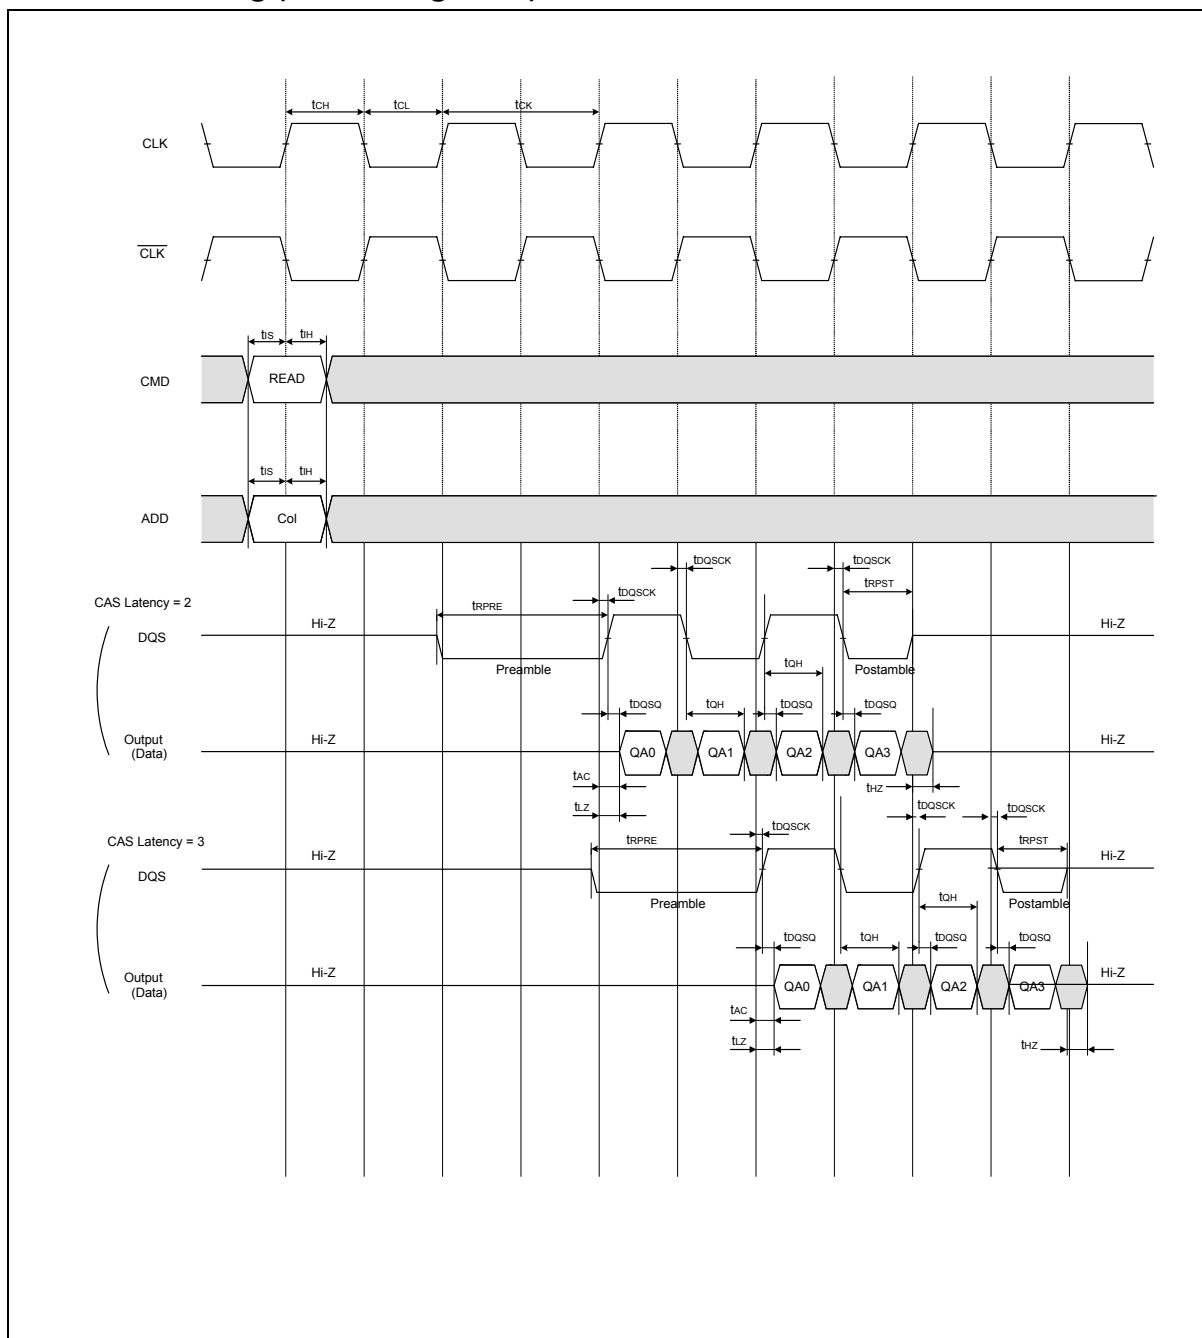 tCH tCL tCK
CLK
CLK
tIS tIH
CMD READ
tIS tIH
ADD Col
tDQSCK tDQSCK
tRPST
tDQSCK
CAS Latency = 2
tRPRE
Hi-Z Hi-Z
DQS
Preamble Postamble
tQH
tDQSQ tQH tDQSQ tDQSQ
Output
(Data)
Hi-Z QA0 QA1 QA2 QA3 Hi-Z
tAC
tHZ
tLZ
tDQSCK tDQSCK
tDQSCK
CAS Latency = 3
tRPRE tRPST
Hi-Z Hi-Z
DQS
Preamble Postamble
tQH
tDQSQ tQH tDQSQ tDQSQ
Output
(Data)
Hi-Z QA0 QA1 QA2 QA3 Hi-Z
tAC
tLZ tHZ